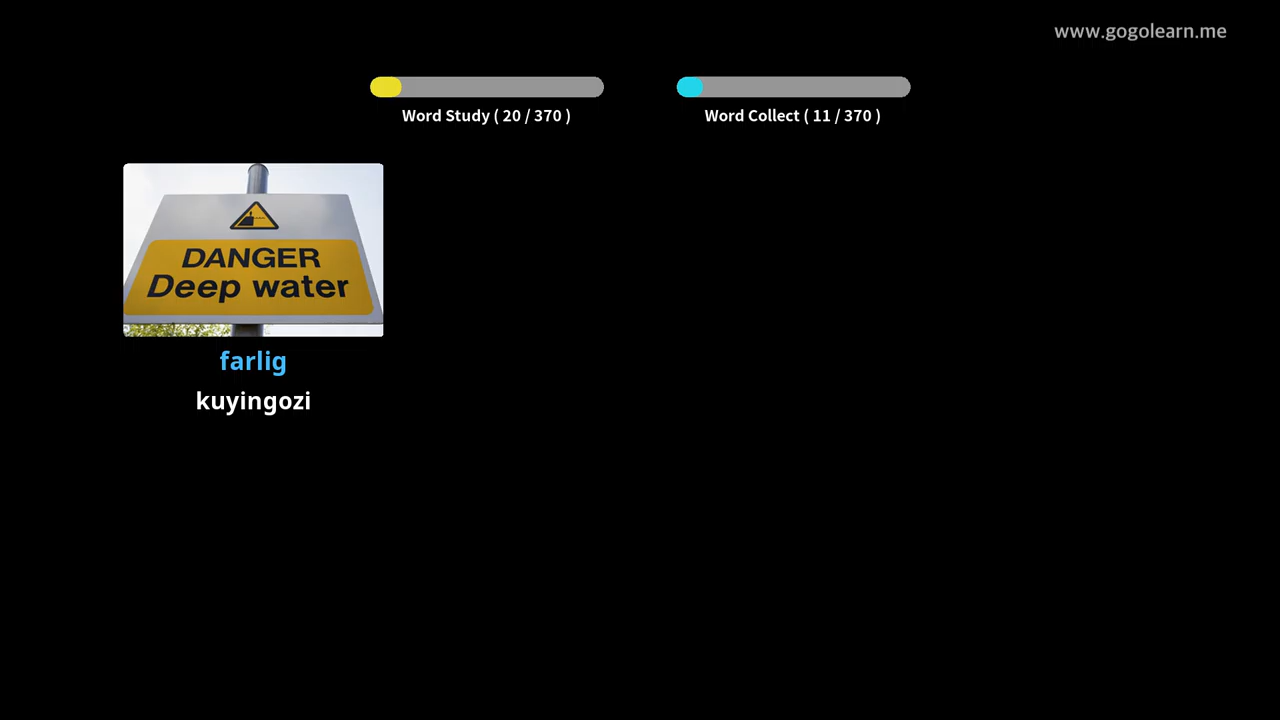 www.gogolearn.me
Word Study ( 20 / 370 )
Word Collect ( 11 / 370 )
DANGER
Deep water
farlig
kuyingozi